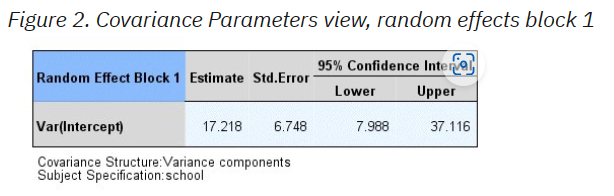 Figure 2. Covariance Parameters view, random effects block 1
Random Effect Block 1 Estimate Std.Error 95% Confidence Interval
Lower Upper
Var(Intercept) 17.218 6.748 7.988 37.116
Covariance Structure:Variance components
Subject Specification:school